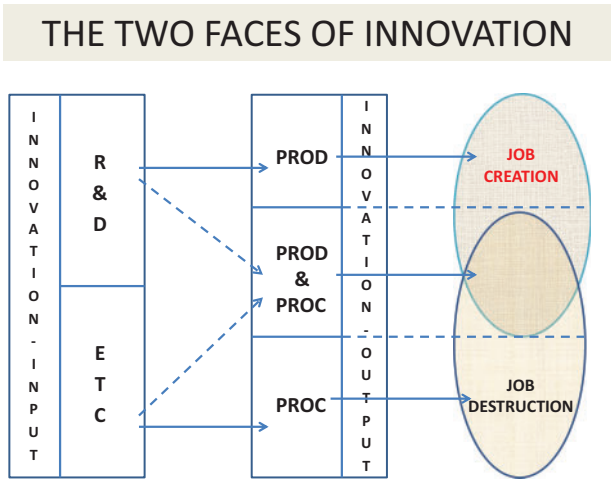 THE TWO FACES OF INNOVATION
INNOVATION-INPUT
R
&
D
E
T
C
PROD
PROD
&
PROC
PROC
INNOVATION-OUTPUT
JOB
CREATION
JOB
DESTRUCTION